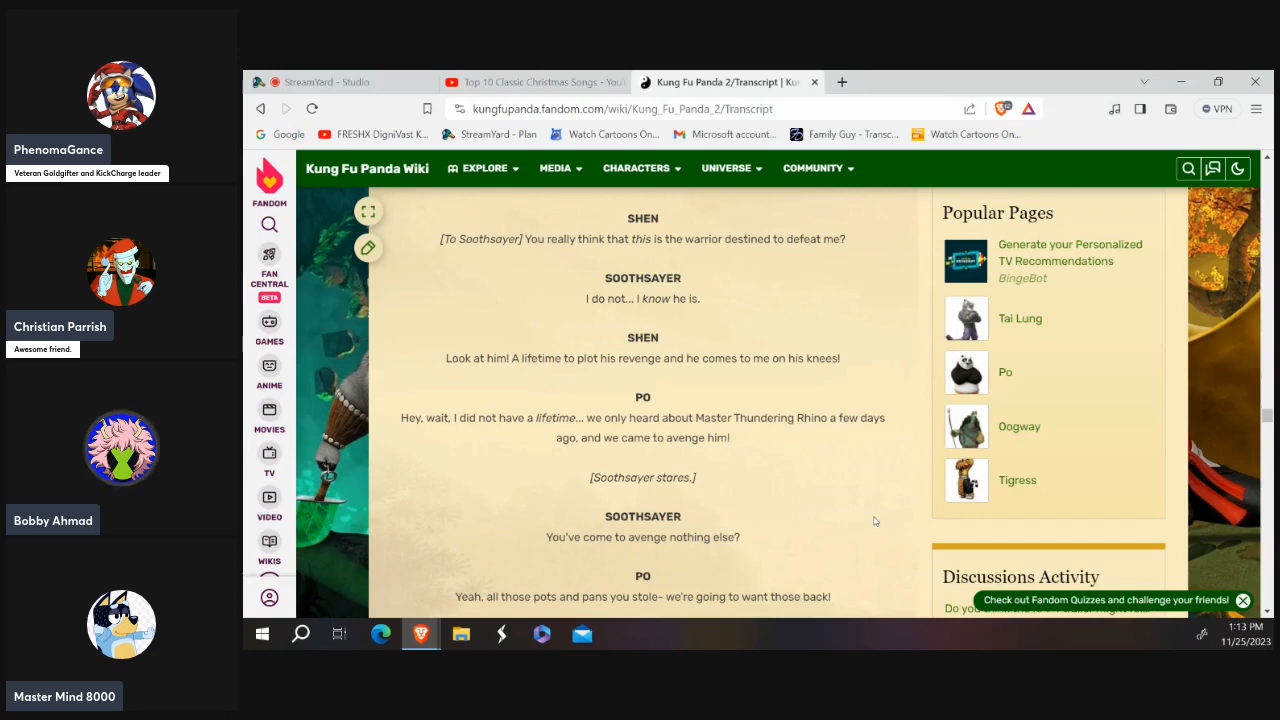 PhenomaGance
Veteran Goldgifter and KickCharge leader
Christian Parrish
Awesome friend.
Bobby Ahmad
Master Mind 8000
StreamYard - Studio
Top 10 Classic Christmas Songs - You
Kung Fu Panda 2/Transcript | Ku
kungfupanda.fandom.com/wiki/Kung_Fu_Panda_2/Transcript
VPN
Google
FRESHX DigniVast K...
StreamYard - Plan
Watch Cartoons On...
Microsoft account...
Family Guy - Transc...
Watch Cartoons On...
Kung Fu Panda Wiki
EXPLORE
MEDIA
CHARACTERS
UNIVERSE
COMMUNITY
FANDOM
FAN
CENTRAL
BETA
GAMES
ANIME
MOVIES
TV
VIDEO
WIKIS
SHEN
[To Soothsayer] You really think that this is the warrior destined to defeat me?
SOOTHSAYER
I do not... I know he is.
SHEN
Look at him! A lifetime to plot his revenge and he comes to me on his knees!
PO
Hey, wait, I did not have a lifetime... we only heard about Master Thundering Rhino a few days
ago, and we came to avenge him!
[Soothsayer stares.]
SOOTHSAYER
You've come to avenge nothing else?
PO
Yeah, all those pots and pans you stole- we're going to want those back!
Popular Pages
Generate your Personalized
TV Recommendations
BingeBot
Tai Lung
Po
Oogway
Tigress
Discussions Activity
Check out Fandom Quizzes and challenge your friends!
1:13 PM
11/25/2023